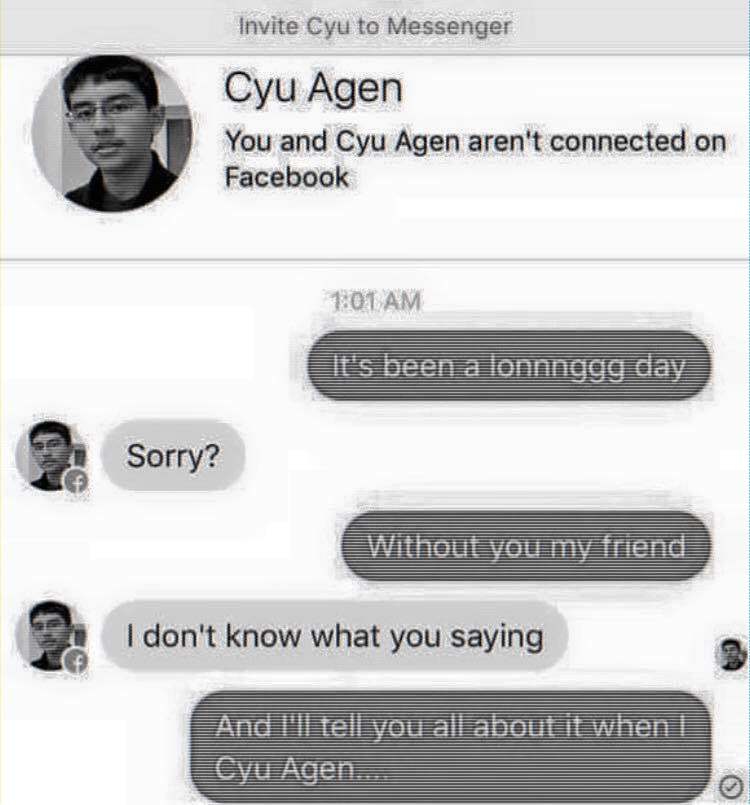 Invite Cyu to Messenger
Cyu Agen
You and Cyu Agen aren't connected on
Facebook
1:01 AM
It's been a lonnnggg day
Sorry?
Without you my friend
I don't know what you saying
And I'll tell you all about it when I
Cyu Agen....